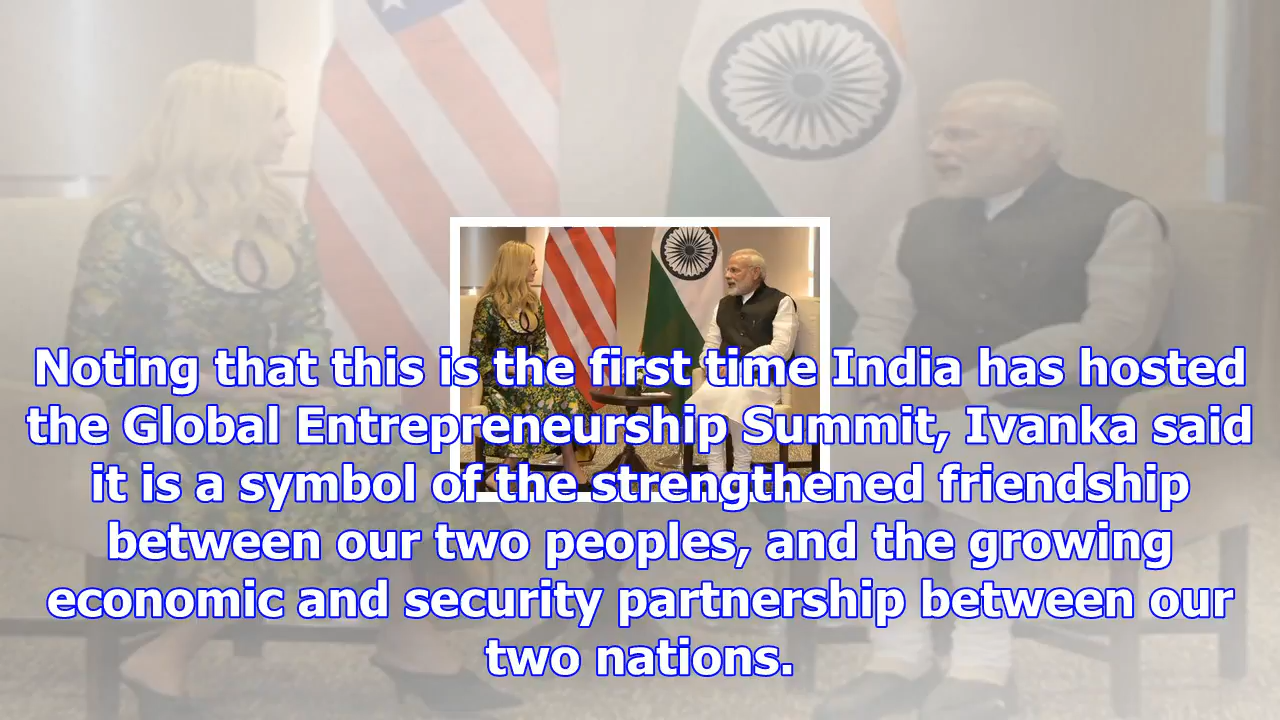 Noting that this is the first time India has hosted
the Global Entrepreneurship Summit, Ivanka said
it is a symbol of the strengthened friendship
between our two peoples, and the growing
economic and security partnership between our
two nations.